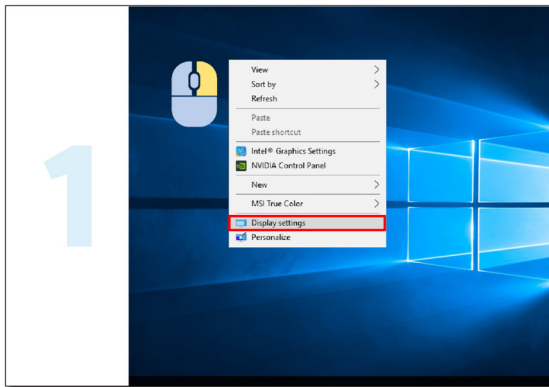 1
View
Sort by
Refresh
Paste
Paste shortcut
Intel® Graphics Settings
NVIDIA Control Panel
New
MSI True Color
Display settings
Personalize